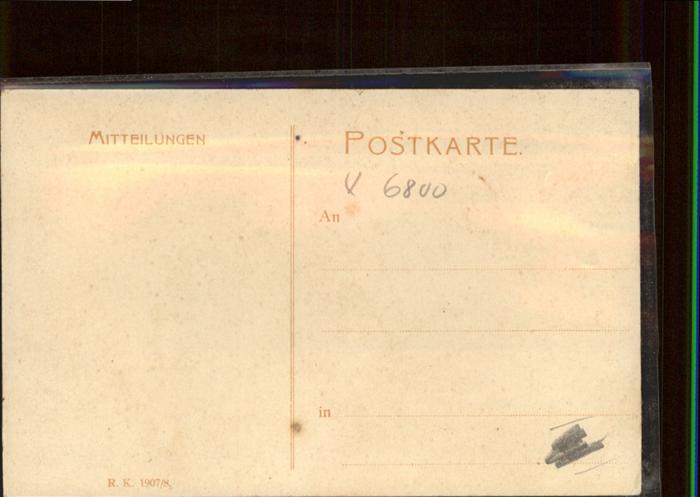 MITTEILUNGEN
POSTKARTE.
6800
An
in
R. K. 1907/8.